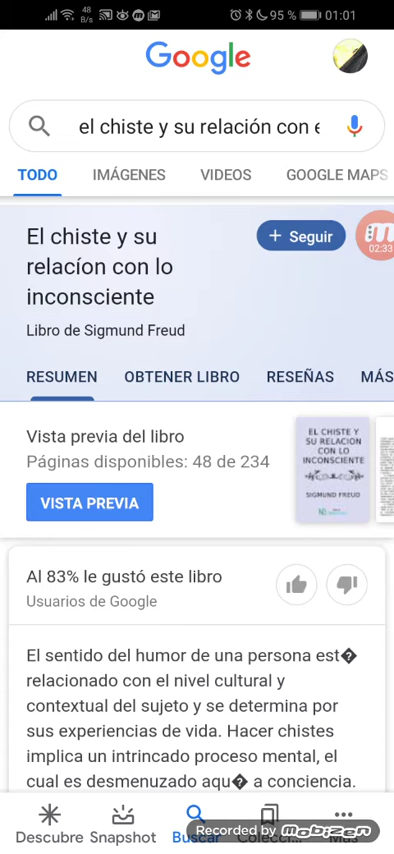 48 B/s 95 % 01:01
Google
el chiste y su relación con e
TODO IMÁGENES VIDEOS GOOGLE MAPS
El chiste y su
relacíon con lo
inconsciente
+ Seguir
02:33
Libro de Sigmund Freud
RESUMEN OBTENER LIBRO RESEÑAS MÁS
Vista previa del libro
Páginas disponibles: 48 de 234
VISTA PREVIA
EL CHISTE Y
SU RELACION
CON LO
INCONSCIENTE
SIGMUND FREUD
Al 83% le gustó este libro
Usuarios de Google
El sentido del humor de una persona est�
relacionado con el nivel cultural y
contextual del sujeto y se determina por
sus experiencias de vida. Hacer chistes
implica un intrincado proceso mental, el
cual es desmenuzado aqu� a conciencia.
Descubre Snapshot Buscar Colecci... Más
Recorded by mobizen